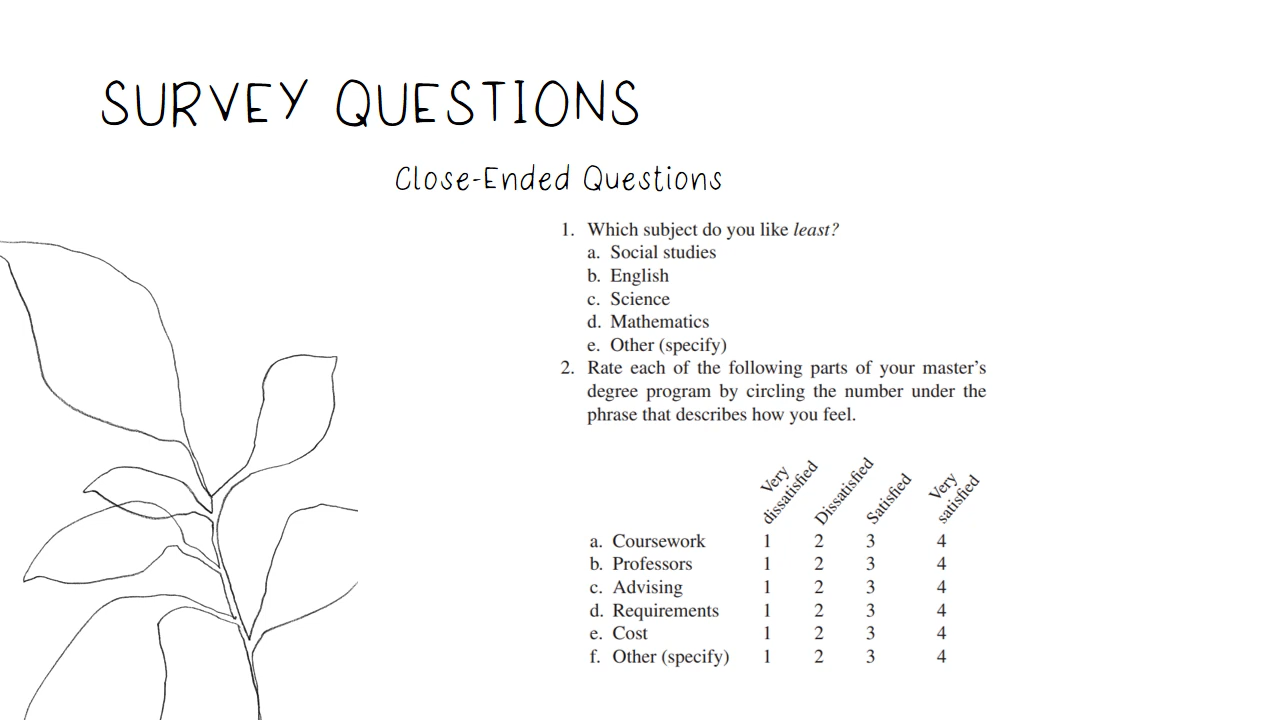 SURVEY QUESTIONS
Close-Ended Questions
1. Which subject do you like least?
a. Social studies
b. English
c. Science
d. Mathematics
e. Other (specify)
2. Rate each of the following parts of your master's
degree program by circling the number under the
phrase that describes how you feel.
Very dissatisfied Dissatisfied Satisfied Very satisfied
a. Coursework 1 2 3 4
b. Professors 1 2 3 4
c. Advising 1 2 3 4
d. Requirements 1 2 3 4
e. Cost 1 2 3 4
f. Other (specify) 1 2 3 4